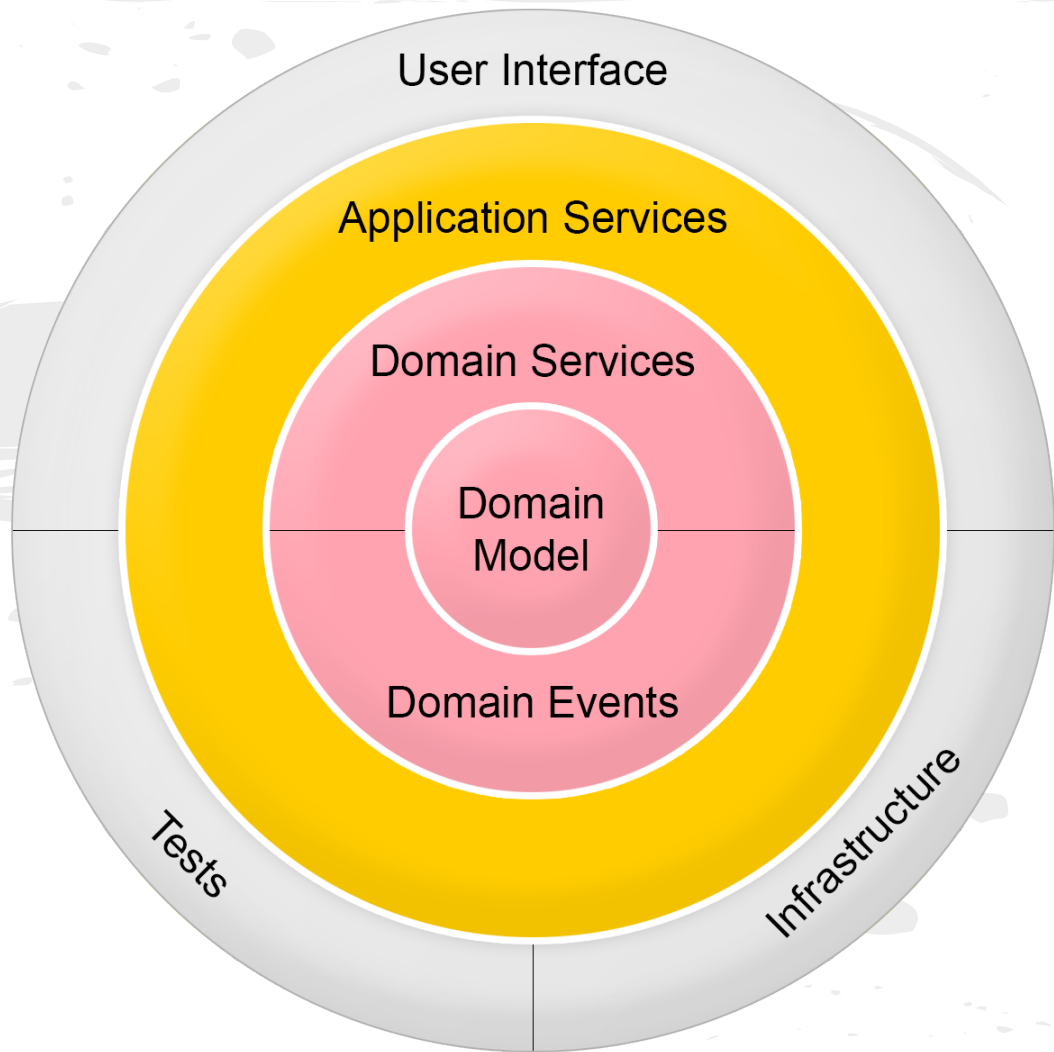 User Interface
Application Services
Domain Services
Domain
Model
Domain Events
Tests
Infrastructure